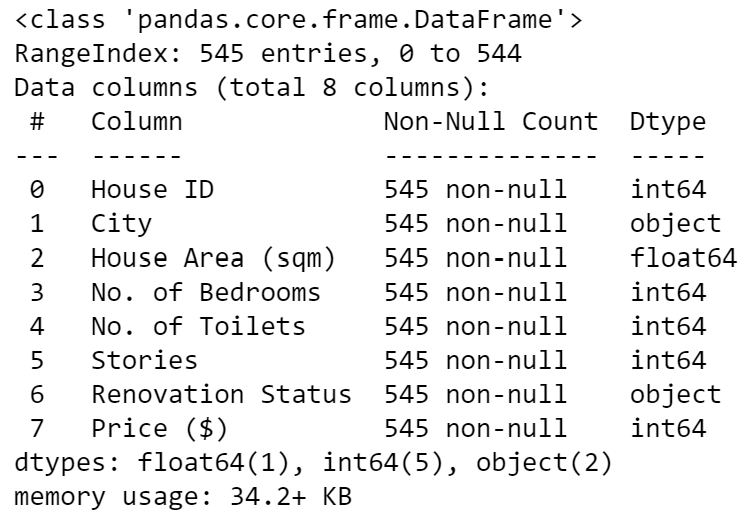 <class 'pandas.core.frame.DataFrame'>
RangeIndex: 545 entries, 0 to 544
Data columns (total 8 columns):
 #   Column             Non-Null Count  Dtype
---  ------             --------------  -----
 0   House ID           545 non-null    int64
 1   City               545 non-null    object
 2   House Area (sqm)   545 non-null    float64
 3   No. of Bedrooms    545 non-null    int64
 4   No. of Toilets     545 non-null    int64
 5   Stories            545 non-null    int64
 6   Renovation Status  545 non-null    object
 7   Price ($)          545 non-null    int64
dtypes: float64(1), int64(5), object(2)
memory usage: 34.2+ KB